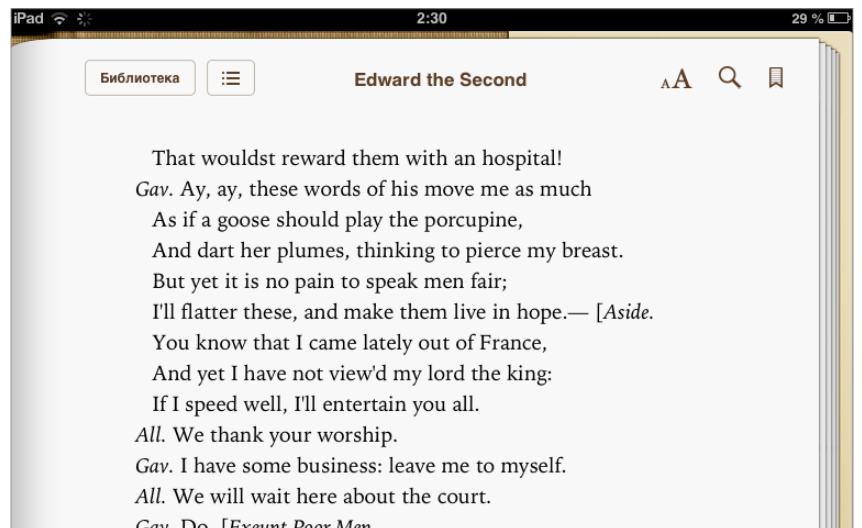 iPad 2:30 29 %
Библиотека Edward the Second AA
That wouldst reward them with an hospital!
Gav. Ay, ay, these words of his move me as much
As if a goose should play the porcupine,
And dart her plumes, thinking to pierce my breast.
But yet it is no pain to speak men fair;
I'll flatter these, and make them live in hope.— [Aside.
You know that I came lately out of France,
And yet I have not view'd my lord the king:
If I speed well, I'll entertain you all.
All. We thank your worship.
Gav. I have some business: leave me to myself.
All. We will wait here about the court.
Gav. Do. [Exeunt Poor Men.